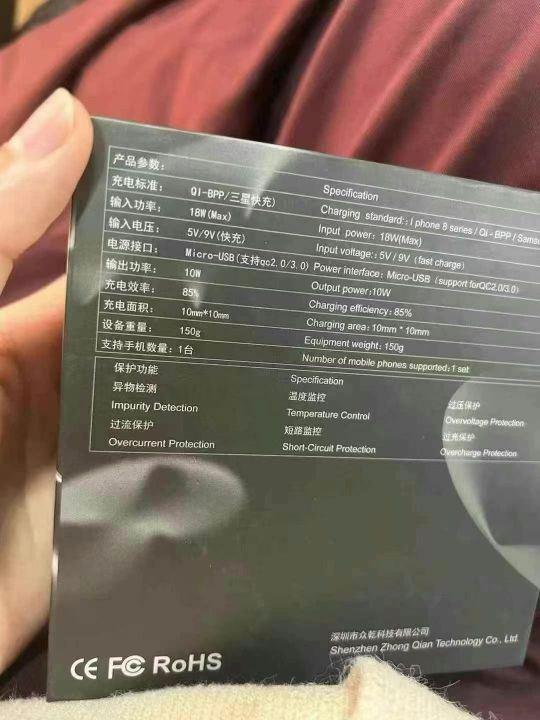 产品参数:
Specification
充电标准: QI-BPP/三星快充)
Charging standard:: I phone 8 series / Qi - BPP / Samsu
输入功率: 18W(Max)
Input power: 18W(Max)
输入电压: 5V/9V(快充)
Input voltage:: 5V / 9V (fast charge)
电源接口: Micro-USB(支持qc2.0/3.0)
Power interface: Micro-USB (support forQC2.0/3.0)
输出功率: 10W
Output power:10W
充电效率: 85%
Charging efficiency: 85%
充电面积: 10mm*10mm
Charging area: 10mm * 10mm
设备重量: 150g
Equipment weight: 150g
支持手机数量: 1台
Number of mobile phones supported: 1 set
保护功能
Specification
异物检测 温度监控 过压保护
Impurity Detection Temperature Control Overvoltage Protection
过流保护 短路监控 过充保护
Overcurrent Protection Short-Circuit Protection Overcharge Protection
深圳市众乾科技有限公司
Shenzhen Zhong Qian Technology Co., Ltd.
CE FC RoHS